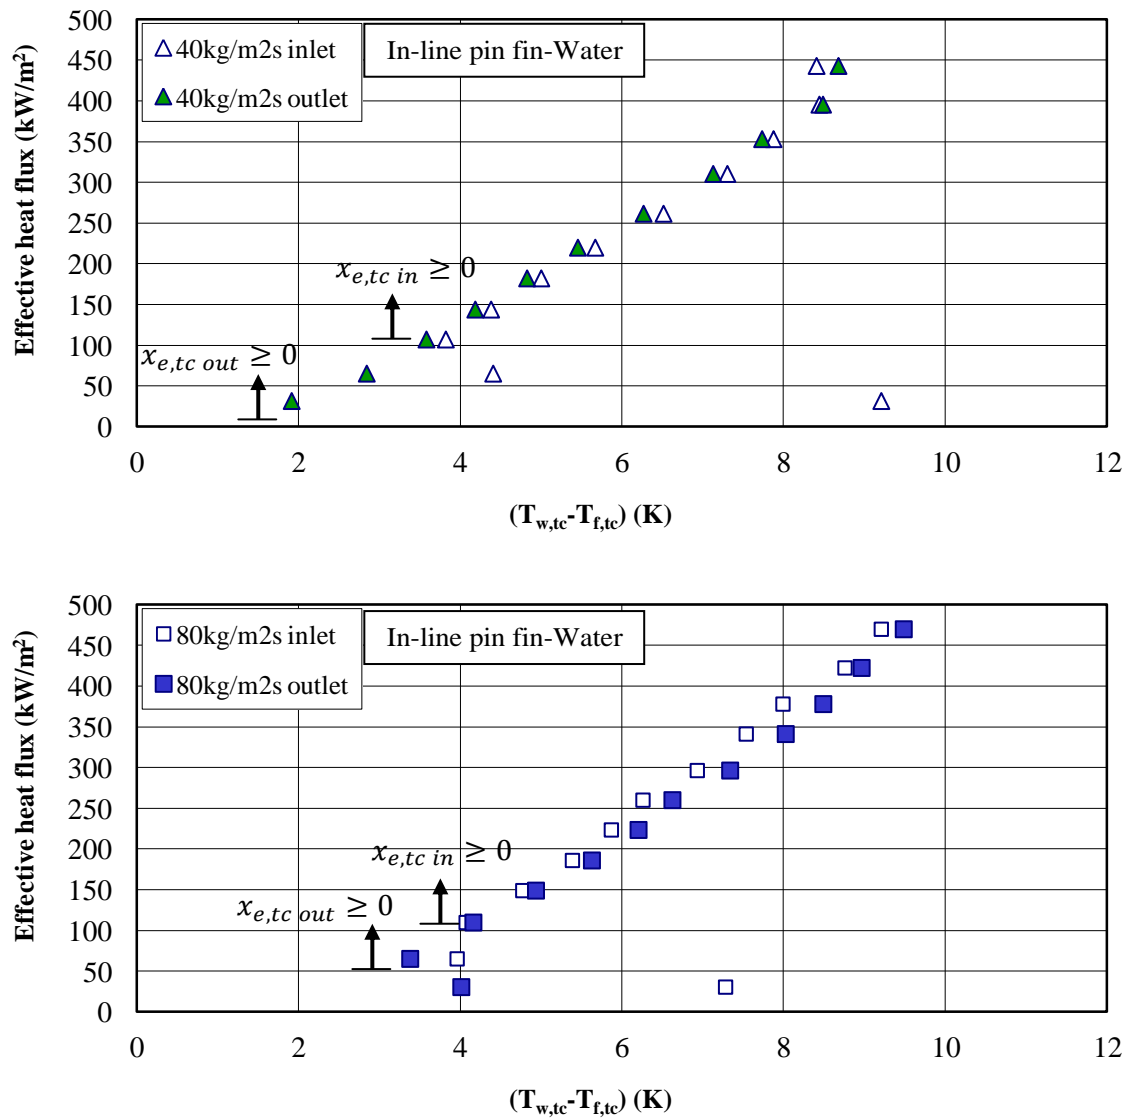 500
450
400
350
300
250
200
150
100
50
0
Effective heat flux (kW/m²)
40kg/m2s inlet
40kg/m2s outlet
In-line pin fin-Water
x_{e,tc in} ≥ 0
x_{e,tc out} ≥ 0
0 2 4 6 8 10 12
(T_{w,tc}-T_{f,tc}) (K)
500
450
400
350
300
250
200
150
100
50
0
Effective heat flux (kW/m²)
80kg/m2s inlet
80kg/m2s outlet
In-line pin fin-Water
x_{e,tc in} ≥ 0
x_{e,tc out} ≥ 0
0 2 4 6 8 10 12
(T_{w,tc}-T_{f,tc}) (K)